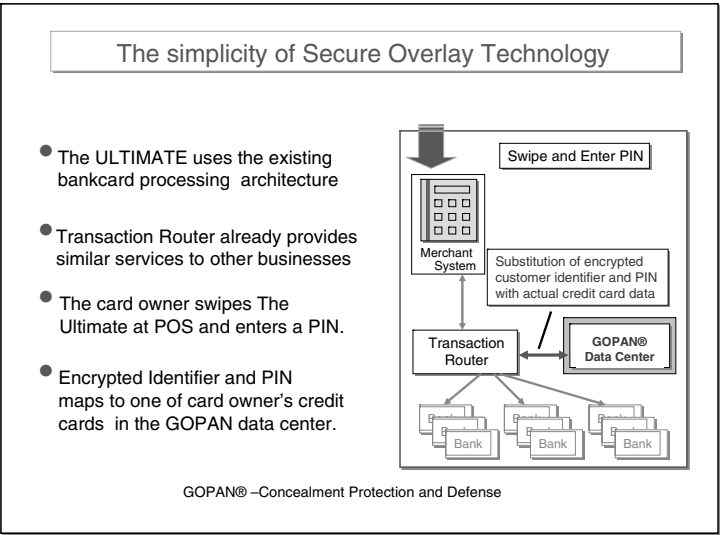 The simplicity of Secure Overlay Technology
The ULTIMATE uses the existing
bankcard processing architecture
Transaction Router already provides
similar services to other businesses
The card owner swipes The
Ultimate at POS and enters a PIN.
Encrypted Identifier and PIN
maps to one of card owner's credit
cards in the GOPAN data center.
Swipe and Enter PIN
Merchant
System
Substitution of encrypted
customer identifier and PIN
with actual credit card data
Transaction
Router
GOPAN®
Data Center
Bank
Bank
Bank
Bank
Bank
Bank
Bank
Bank
Bank
GOPAN® –Concealment Protection and Defense